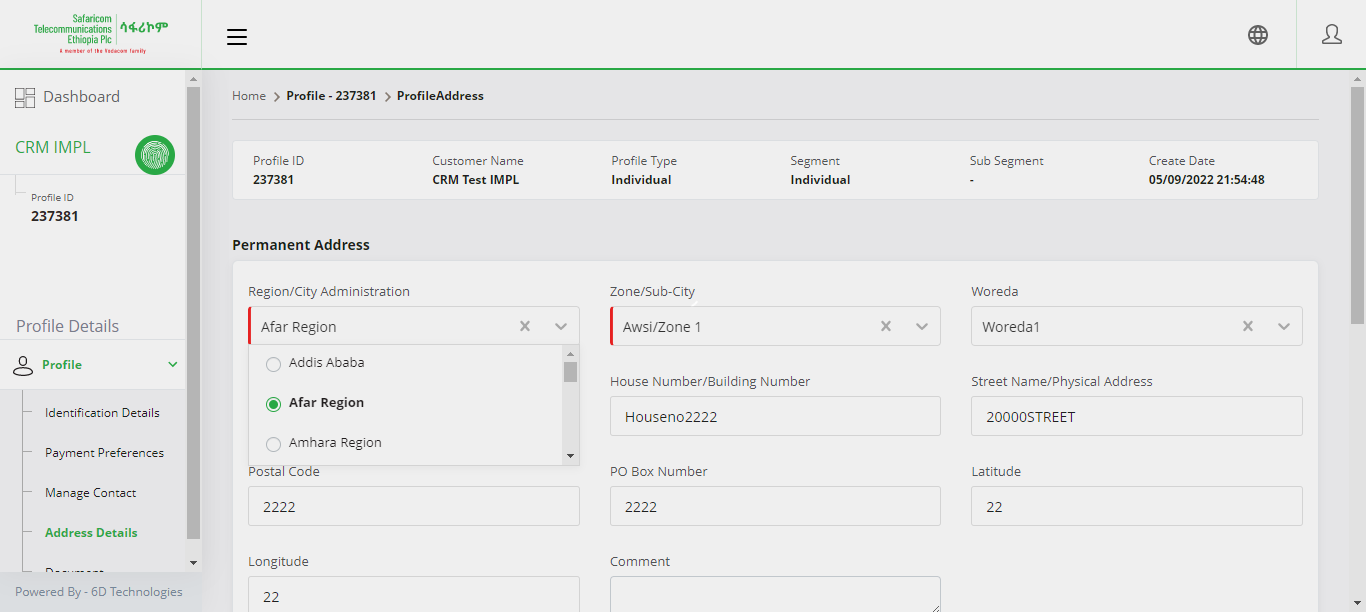 Safaricom
Telecommunications
Ethiopia Plc
ሳፋሪኮም
A member of the Vodacom family
Dashboard
CRM IMPL
Profile ID
237381
Profile Details
Profile
Identification Details
Payment Preferences
Manage Contact
Address Details
Document
Powered By - 6D Technologies
Home > Profile - 237381 > ProfileAddress
Profile ID Customer Name Profile Type Segment Sub Segment Create Date
237381 CRM Test IMPL Individual Individual - 05/09/2022 21:54:48
Permanent Address
Region/City Administration Zone/Sub-City Woreda
Afar Region Awsi/Zone 1 Woreda1
Addis Ababa
Afar Region
Amhara Region
House Number/Building Number Street Name/Physical Address
Houseno2222 20000STREET
Postal Code PO Box Number Latitude
2222 2222 22
Longitude Comment
22